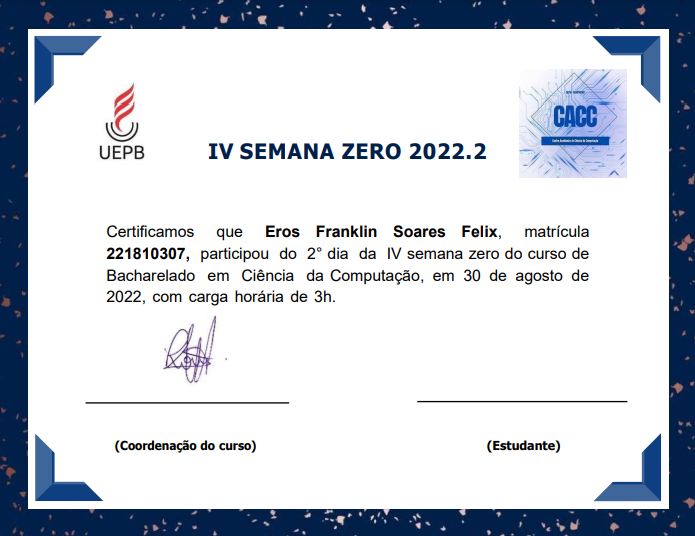 UEPB
CACC
Centro Acadêmico de Ciência da Computação
IV SEMANA ZERO 2022.2
Certificamos que Eros Franklin Soares Felix, matrícula
221810307, participou do 2° dia da IV semana zero do curso de
Bacharelado em Ciência da Computação, em 30 de agosto de
2022, com carga horária de 3h.
(Coordenação do curso)
(Estudante)